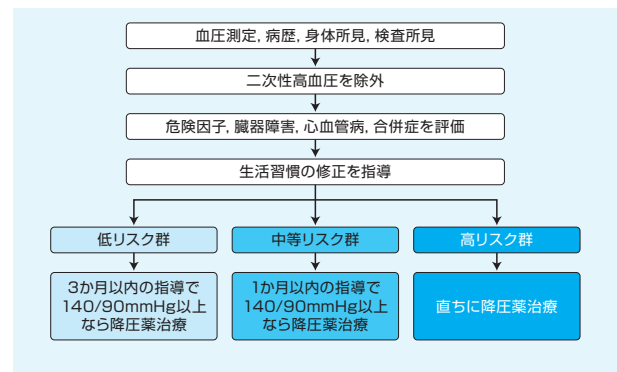 血圧測定, 病歴, 身体所見, 検査所見
二次性高血圧を除外
危険因子, 臓器障害, 心血管病, 合併症を評価
生活習慣の修正を指導
低リスク群
中等リスク群
高リスク群
3か月以内の指導で
140/90mmHg以上
なら降圧薬治療
1か月以内の指導で
140/90mmHg以上
なら降圧薬治療
直ちに降圧薬治療